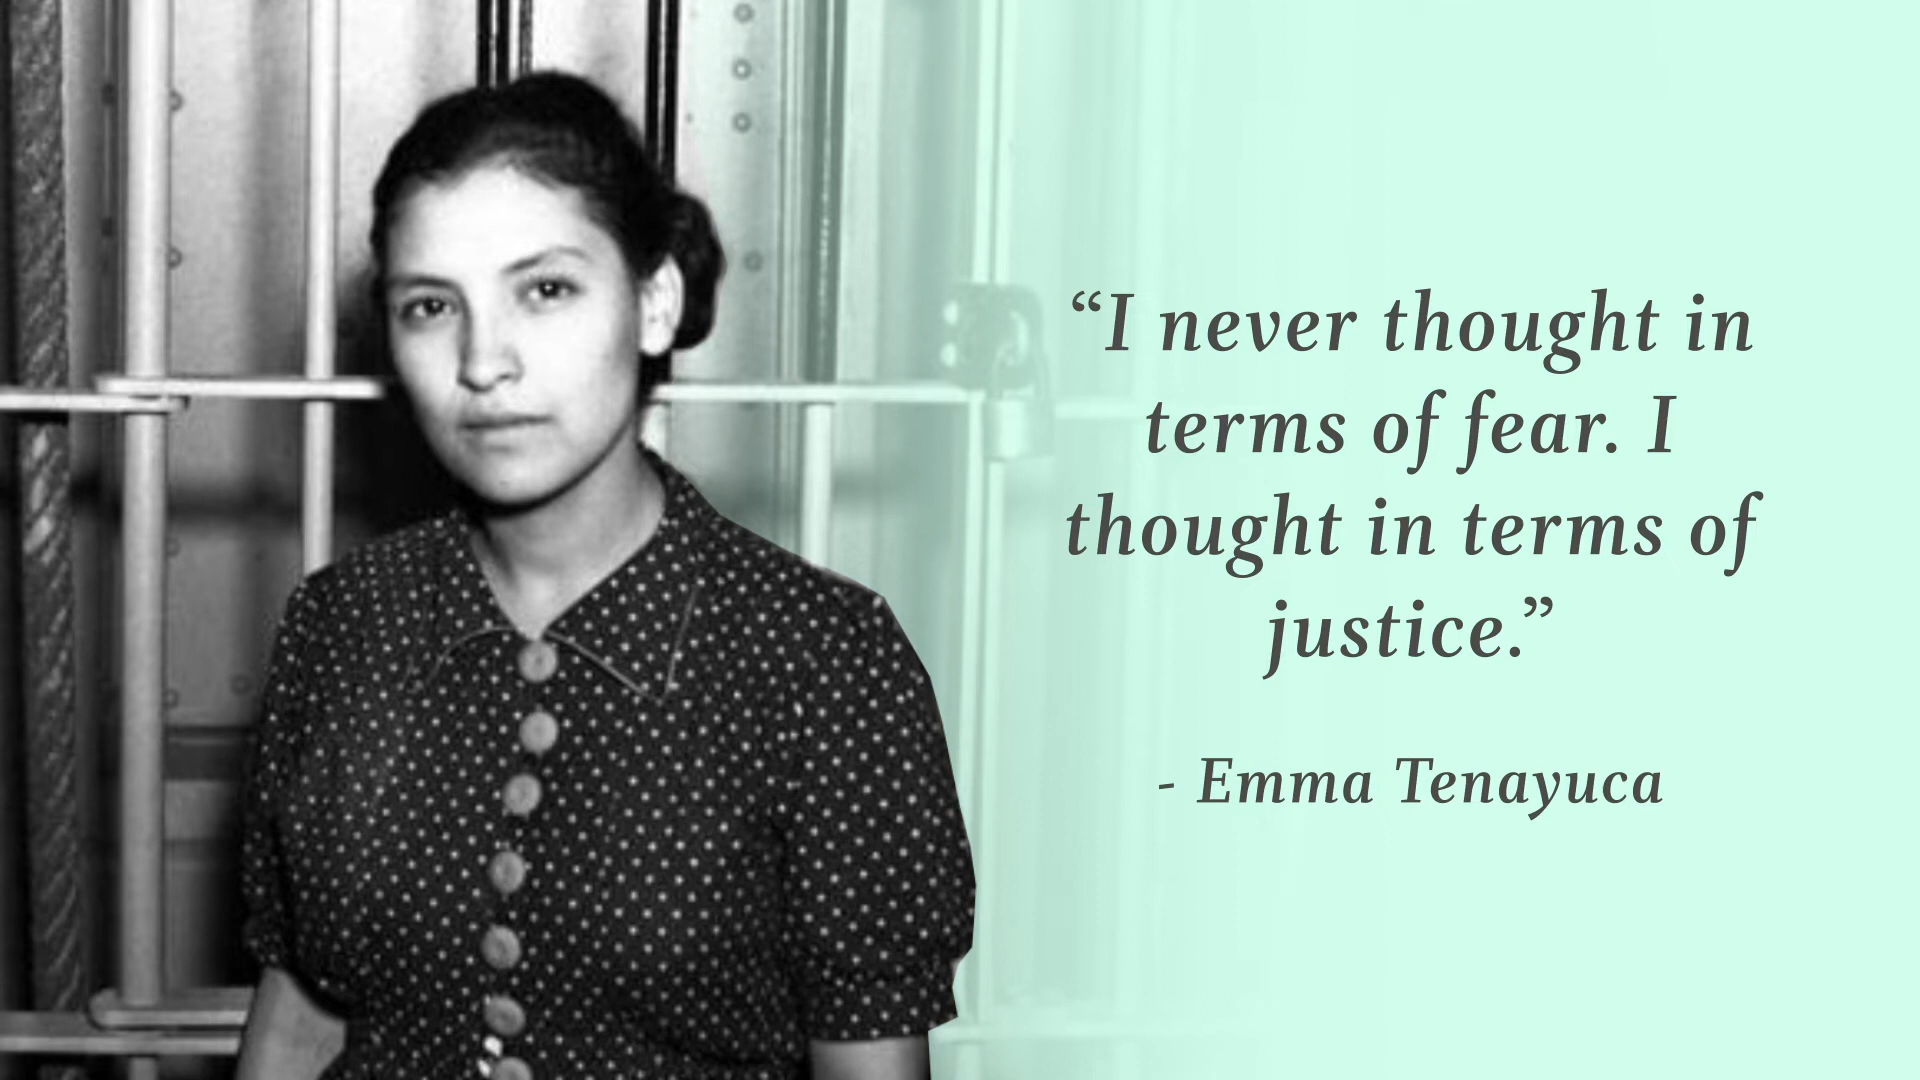 “I never thought in
terms of fear. I
thought in terms of
justice.”
- Emma Tenayuca